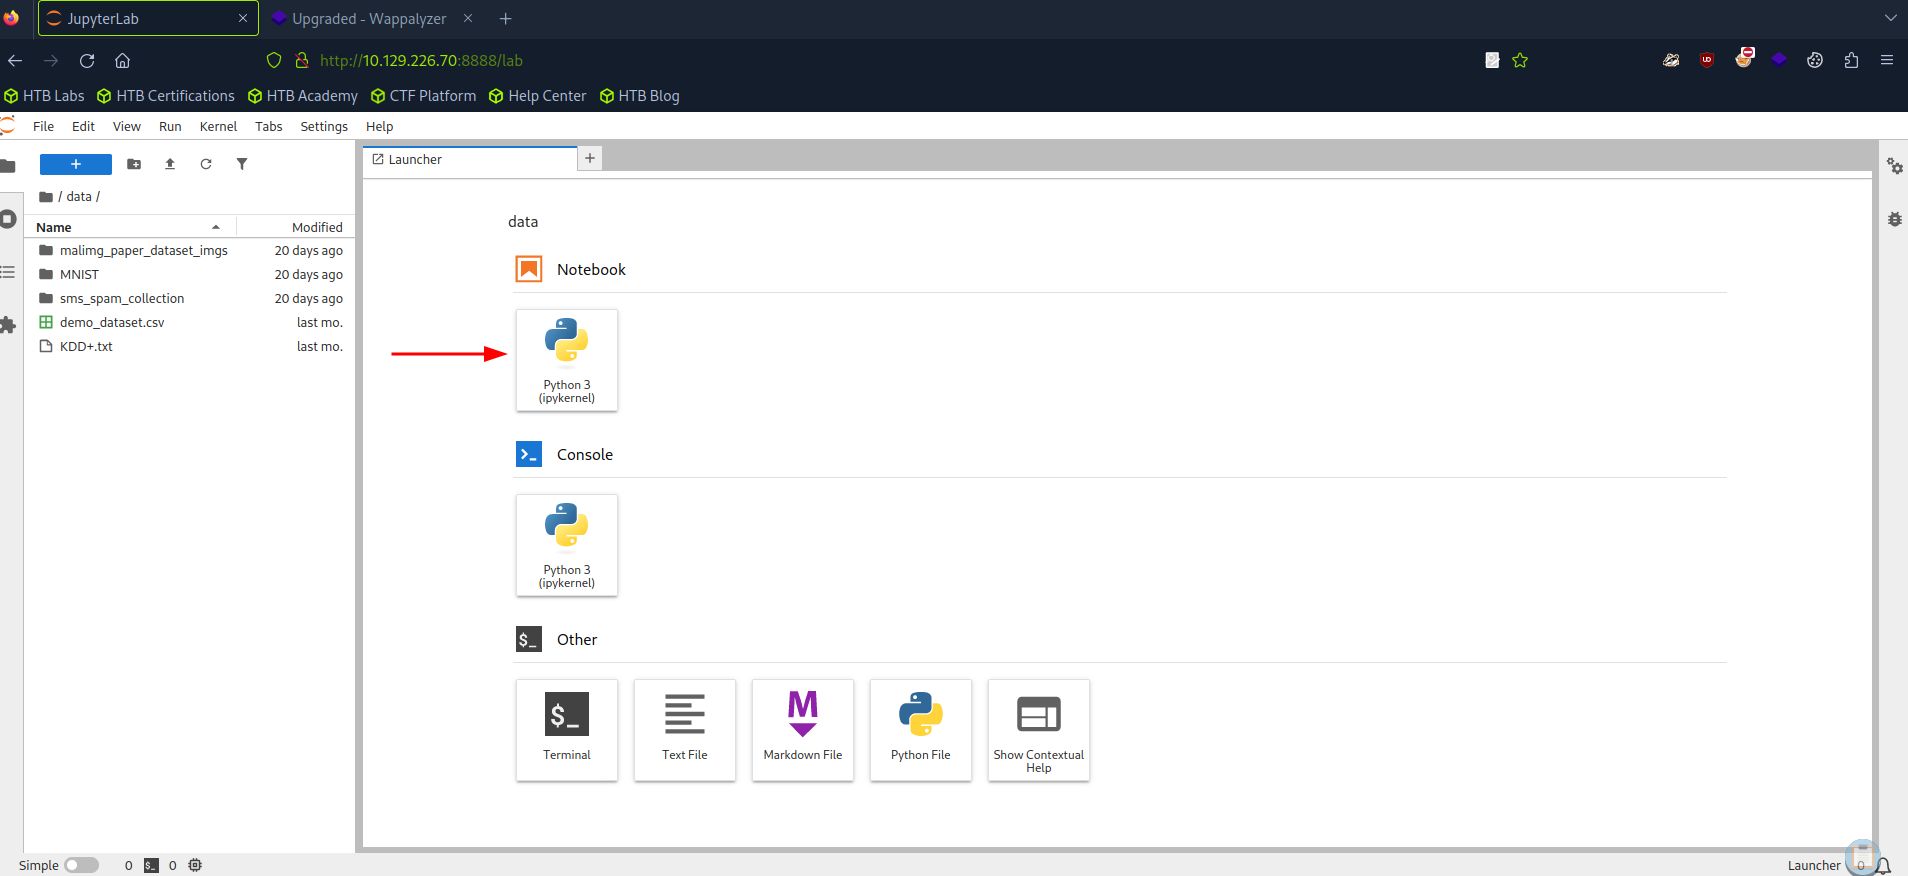 JupyterLab
Upgraded - Wappalyzer
http://10.129.226.70:8888/lab
HTB Labs HTB Certifications HTB Academy CTF Platform Help Center HTB Blog
File Edit View Run Kernel Tabs Settings Help
Launcher
/ data /
data
Name Modified
malimg_paper_dataset_imgs 20 days ago
MNIST 20 days ago
sms_spam_collection 20 days ago
demo_dataset.csv last mo.
KDD+.txt last mo.
Notebook
Python 3
(ipykernel)
Console
Python 3
(ipykernel)
Other
$_
Terminal
Text File
M
Markdown File
Python File
Show Contextual
Help
Simple 0 $_ 0 Launcher 0